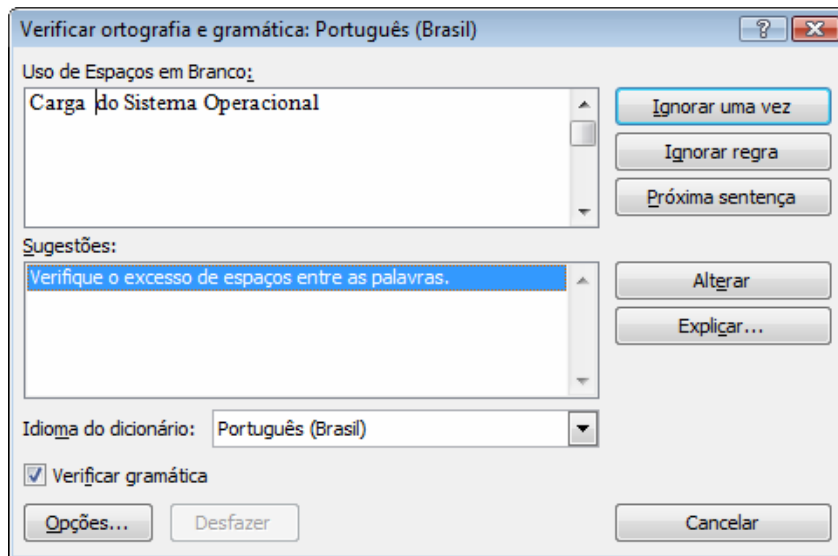 Verificar ortografia e gramática: Português (Brasil)
Uso de Espaços em Branco:
Carga  do Sistema Operacional
Ignorar uma vez
Ignorar regra
Próxima sentença
Sugestões:
Verifique o excesso de espaços entre as palavras.
Alterar
Explicar...
Idioma do dicionário: Português (Brasil)
Verificar gramática
Opções... Desfazer Cancelar